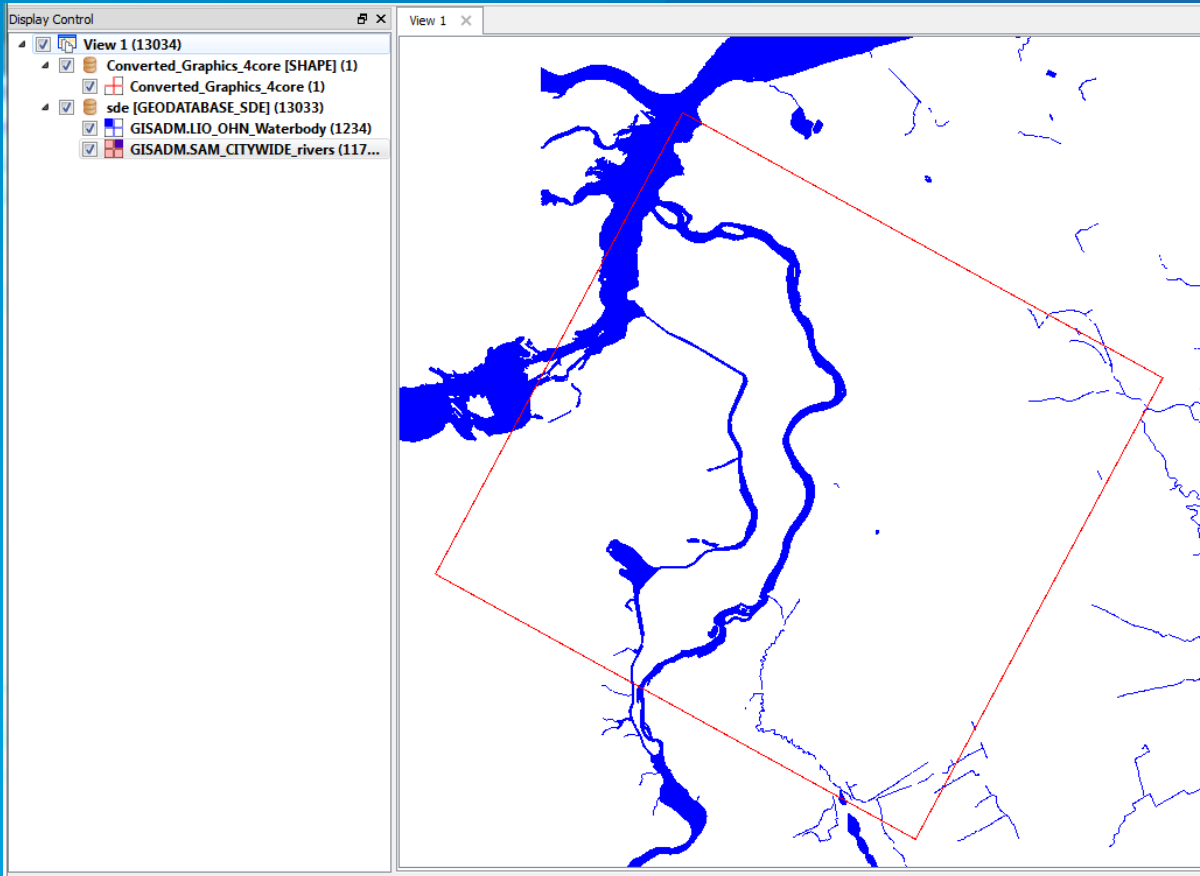 Display Control
View 1
View 1 (13034)
Converted_Graphics_4core [SHAPE] (1)
Converted_Graphics_4core (1)
sde [GEODATABASE_SDE] (13033)
GISADM.LIO_OHN_Waterbody (1234)
GISADM.SAM_CITYWIDE_rivers (117...